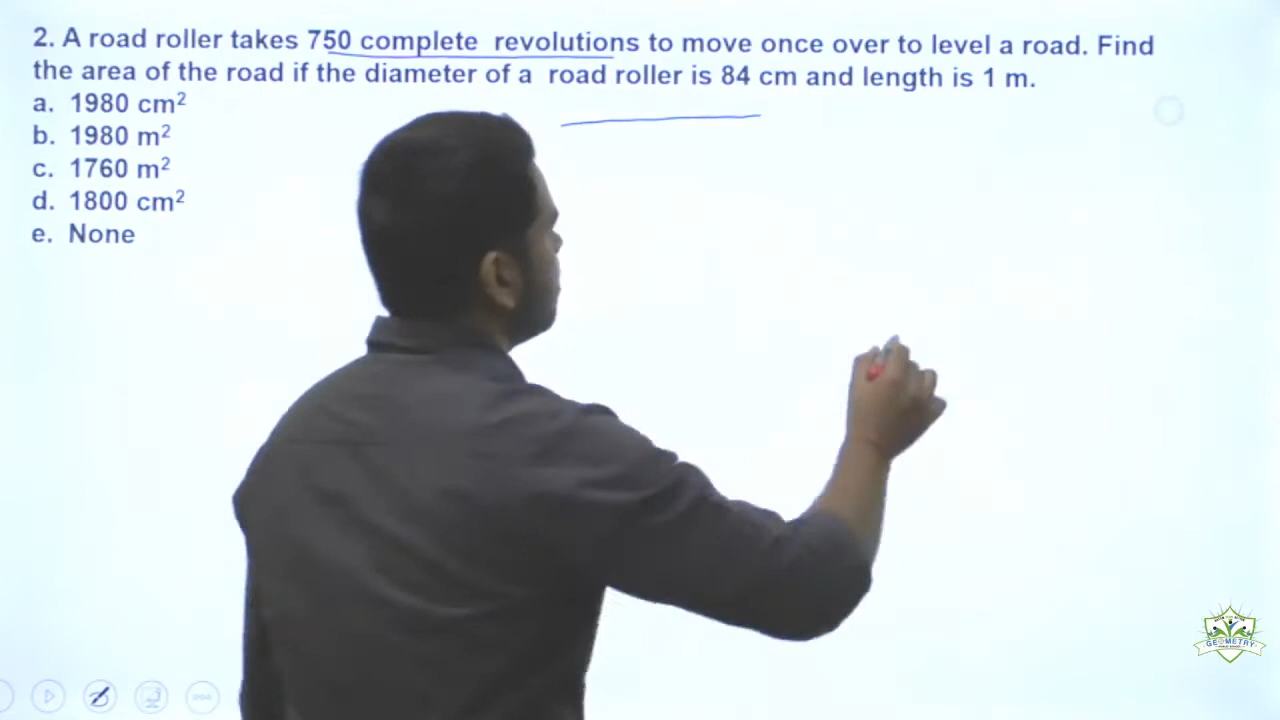 2. A road roller takes 750 complete revolutions to move once over to level a road. Find
the area of the road if the diameter of a road roller is 84 cm and length is 1 m.
a. 1980 cm²
b. 1980 m²
c. 1760 m²
d. 1800 cm²
e. None
GEOMETRY